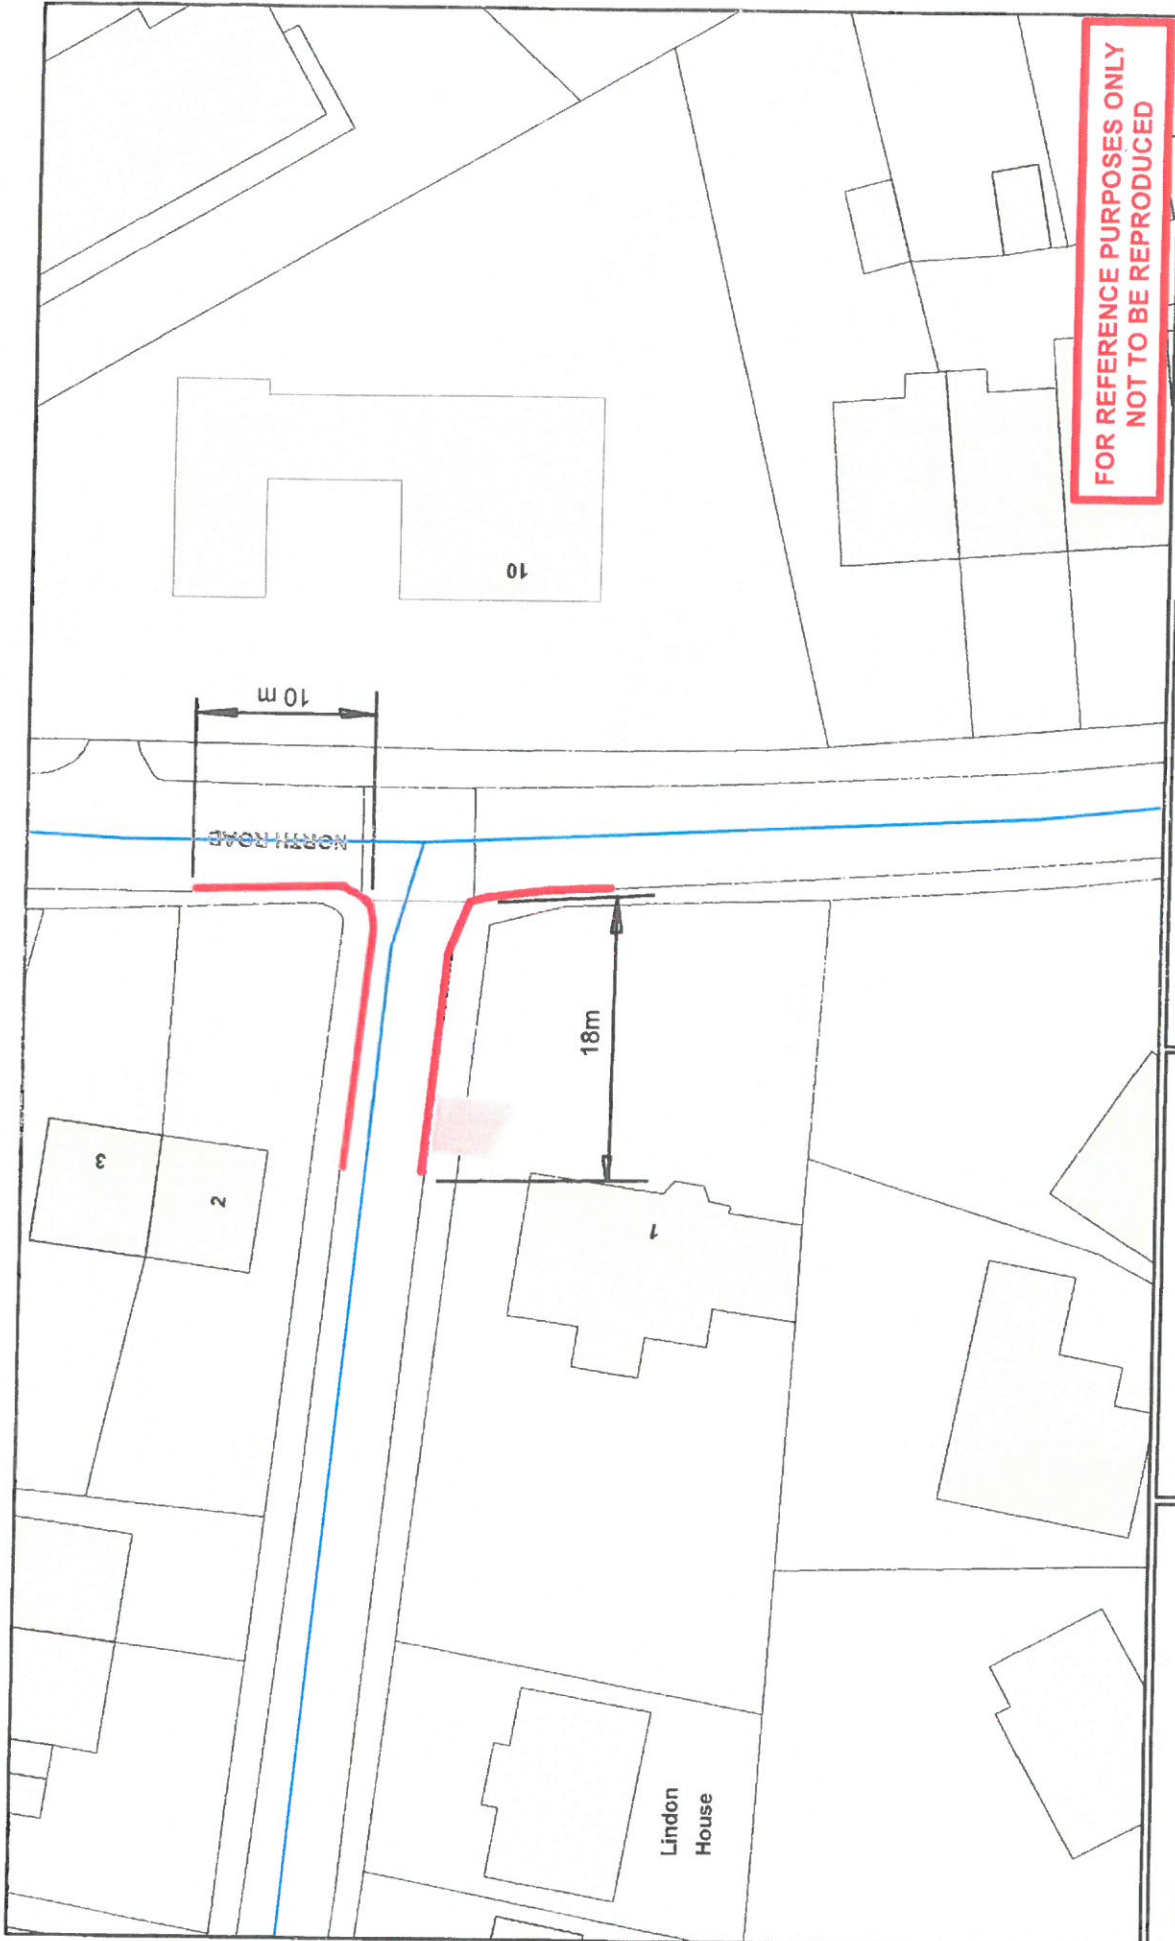 FOR REFERENCE PURPOSES ONLY
NOT TO BE REPRODUCED
10
10 m
NORTH ROAD
18m
3
2
1
Lindon
House